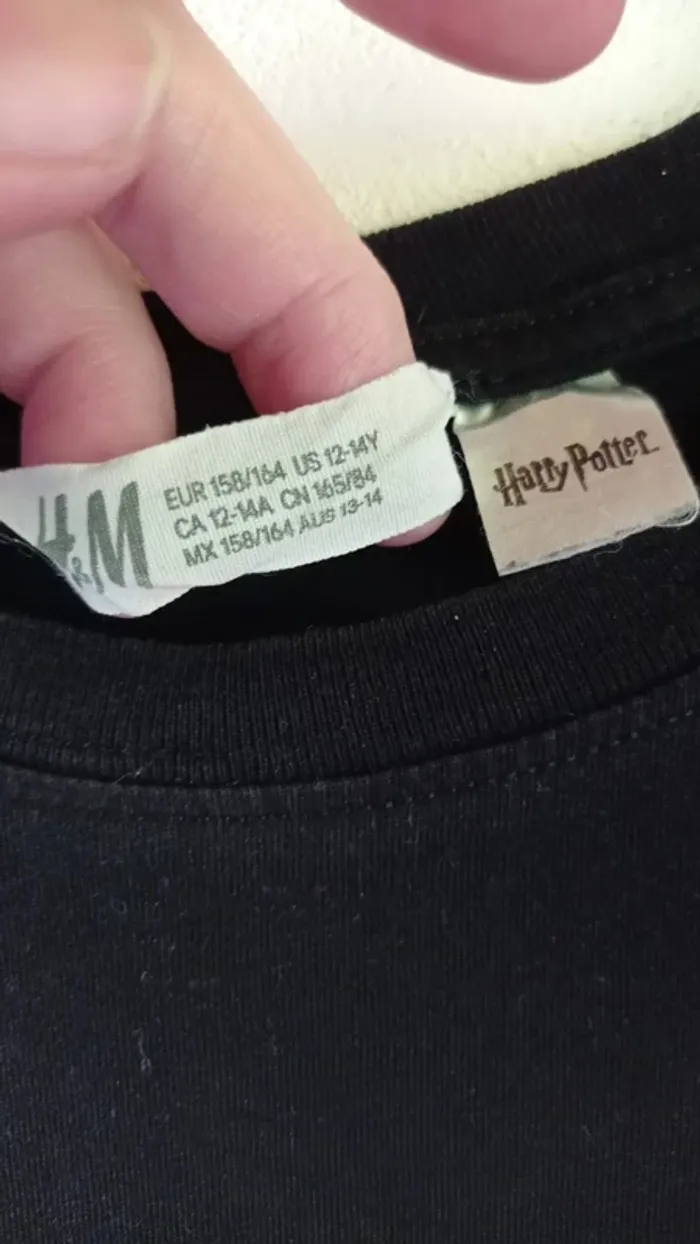 H&M
EUR 158/164 US 12-14Y
CA 12-14A CN 165/84
MX 158/164 AUS 13-14
Harry Potter